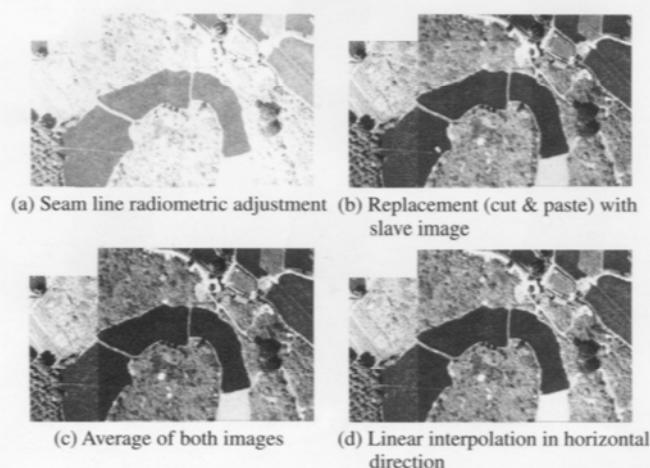 (a) Seam line radiometric adjustment
(b) Replacement (cut & paste) with
slave image
(c) Average of both images
(d) Linear interpolation in horizontal
direction